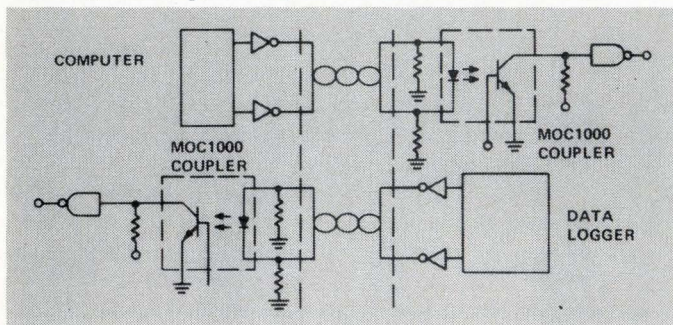 COMPUTER
MOC1000
COUPLER
MOC1000
COUPLER
DATA
LOGGER